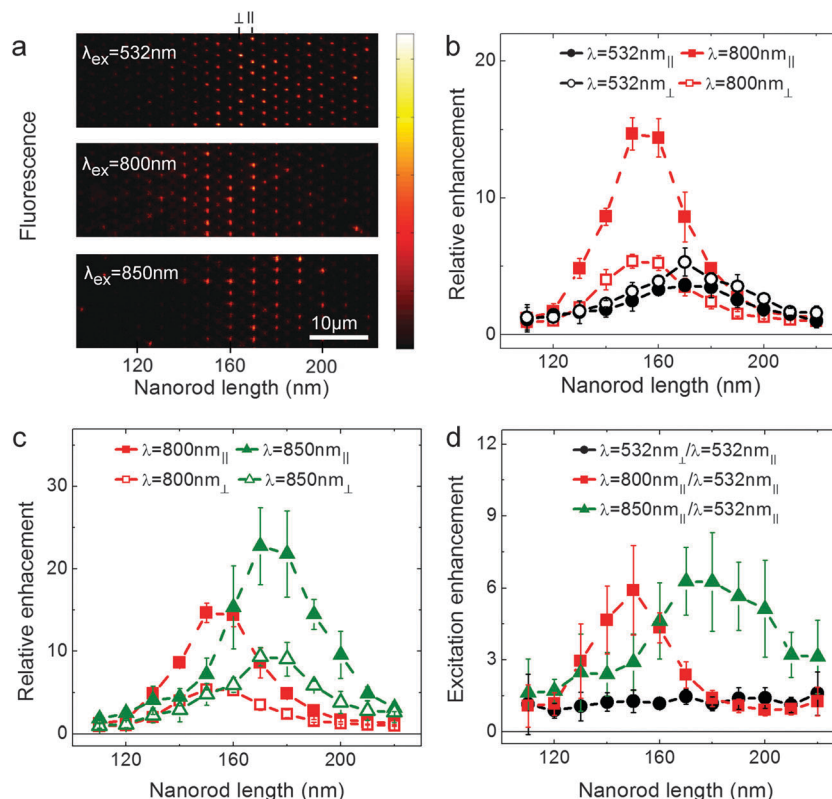 a
⊥ ||
Fluorescence
λex=532nm
λex=800nm
λex=850nm
10μm
120 160 200
Nanorod length (nm)
b
20
10
0
Relative enhancement
λ=532nm|| λ=800nm||
λ=532nm⊥ λ=800nm⊥
120 160 200
Nanorod length (nm)
c
30
20
10
0
Relative enhacement
λ=800nm|| λ=850nm||
λ=800nm⊥ λ=850nm⊥
120 160 200
Nanorod length (nm)
d
12
9
6
3
0
Excitation enhancement
λ=532nm⊥/λ=532nm||
λ=800nm||/λ=532nm||
λ=850nm||/λ=532nm||
120 160 200
Nanorod length (nm)